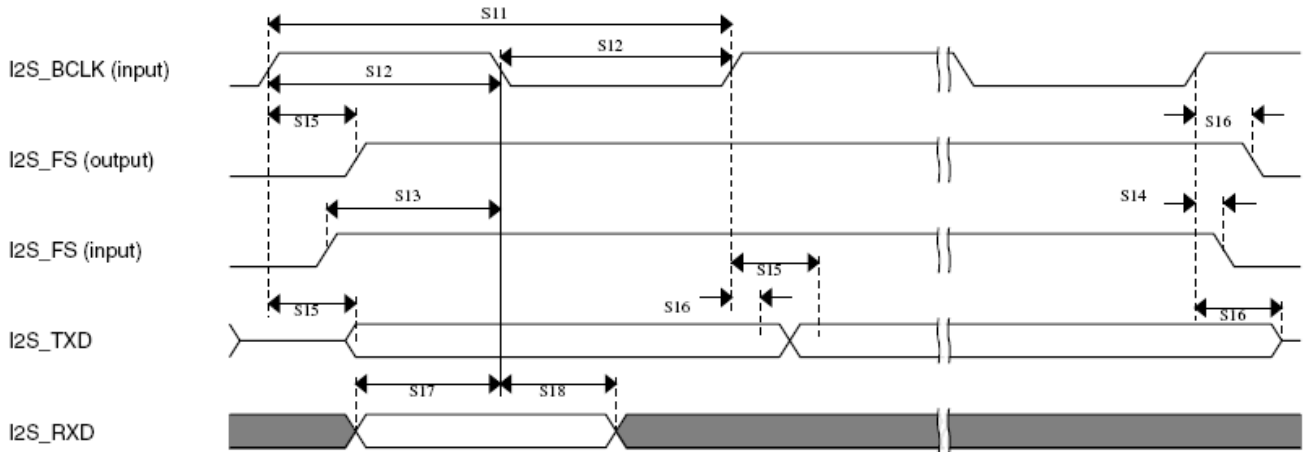 S11
I2S_BCLK (input)
S12
S12
S15
S16
I2S_FS (output)
S13
S14
I2S_FS (input)
S15
S15
S16
S16
I2S_TXD
S17
S18
I2S_RXD